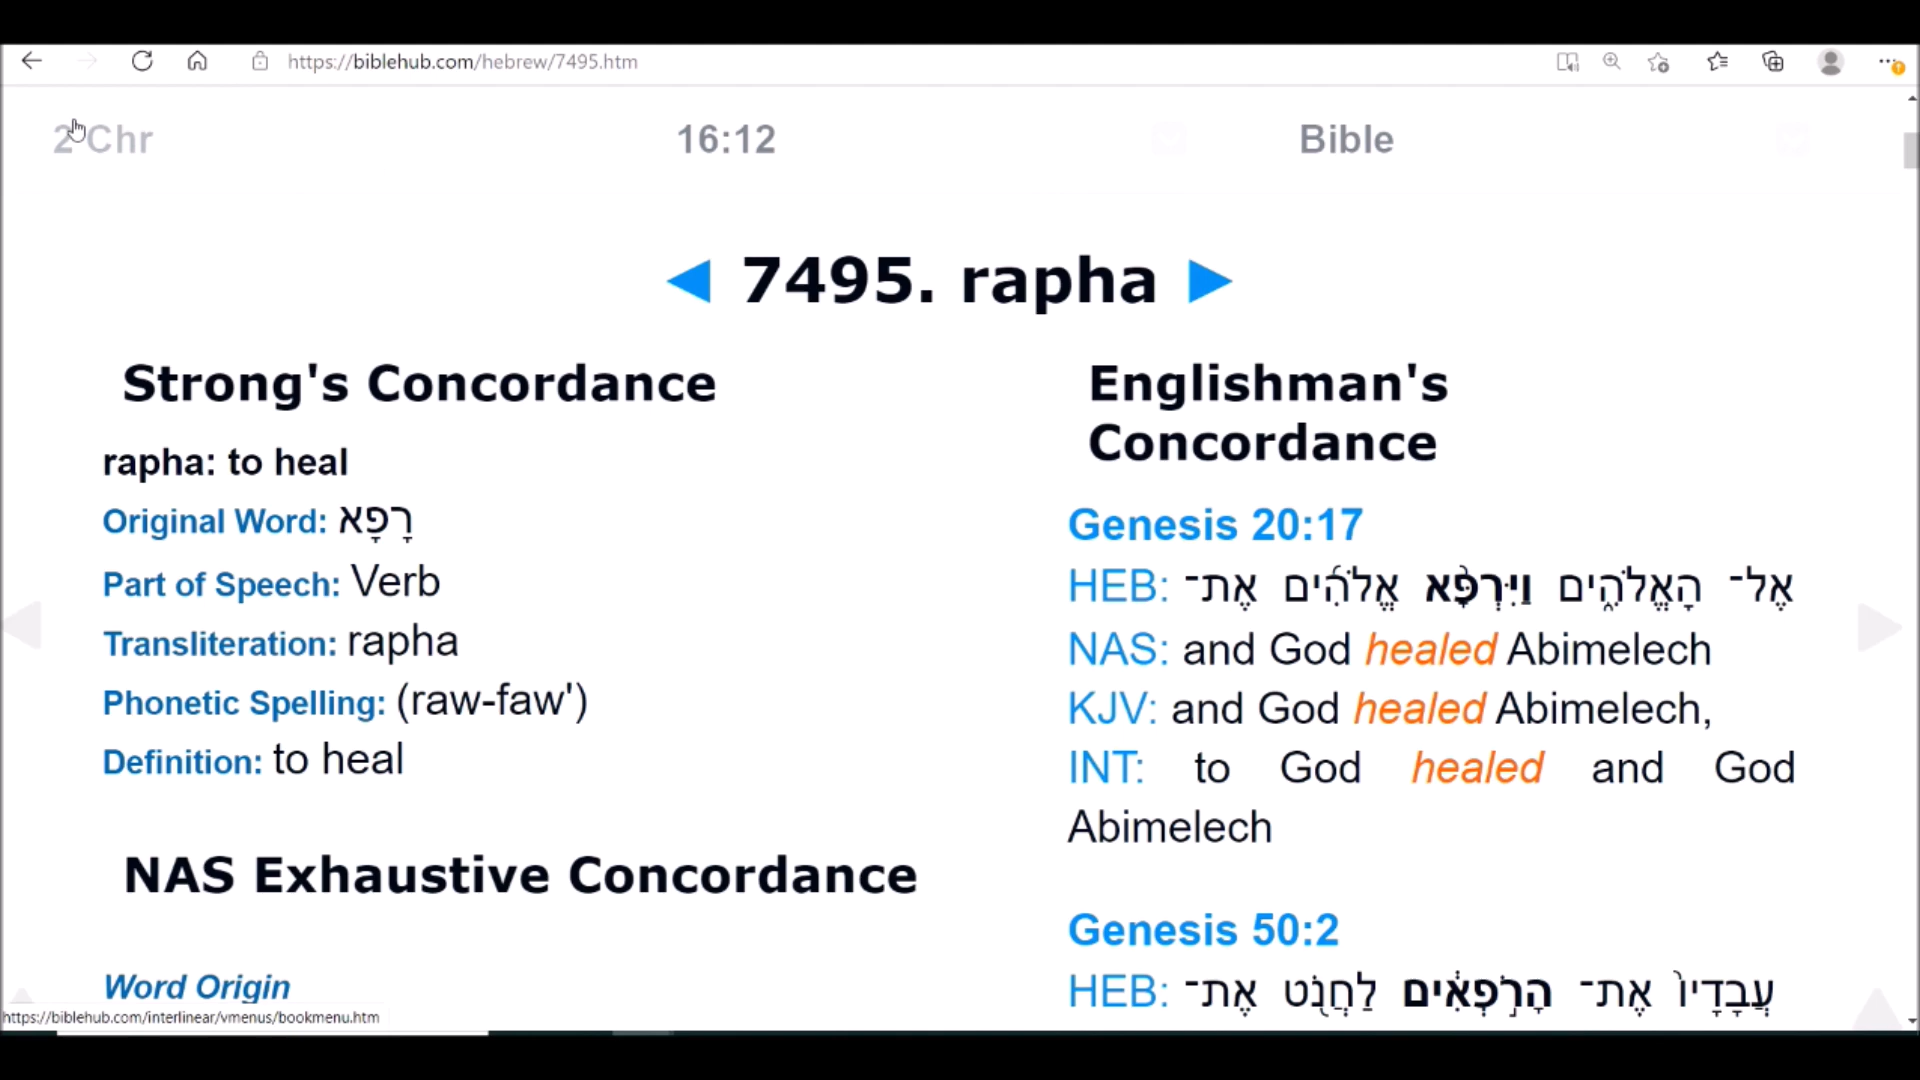 https://biblehub.com/hebrew/7495.htm
2 Chr 16:12 Bible
7495. rapha
Strong's Concordance
rapha: to heal
Original Word: רָפָא
Part of Speech: Verb
Transliteration: rapha
Phonetic Spelling: (raw-faw')
Definition: to heal
NAS Exhaustive Concordance
Word Origin
Englishman's
Concordance
Genesis 20:17
HEB: אֶל־ הָאֱלֹהִ֑ים וַיִּרְפָּ֨א אֱלֹהִ֜ים אֶת־
NAS: and God healed Abimelech
KJV: and God healed Abimelech,
INT: to God healed and God
Abimelech
Genesis 50:2
HEB: עֲבָדָיו֙ אֶת־ הָרֹ֣פְאִ֔ים לַחֲנֹ֖ט אֶת־
https://biblehub.com/interlinear/vmenus/bookmenu.htm